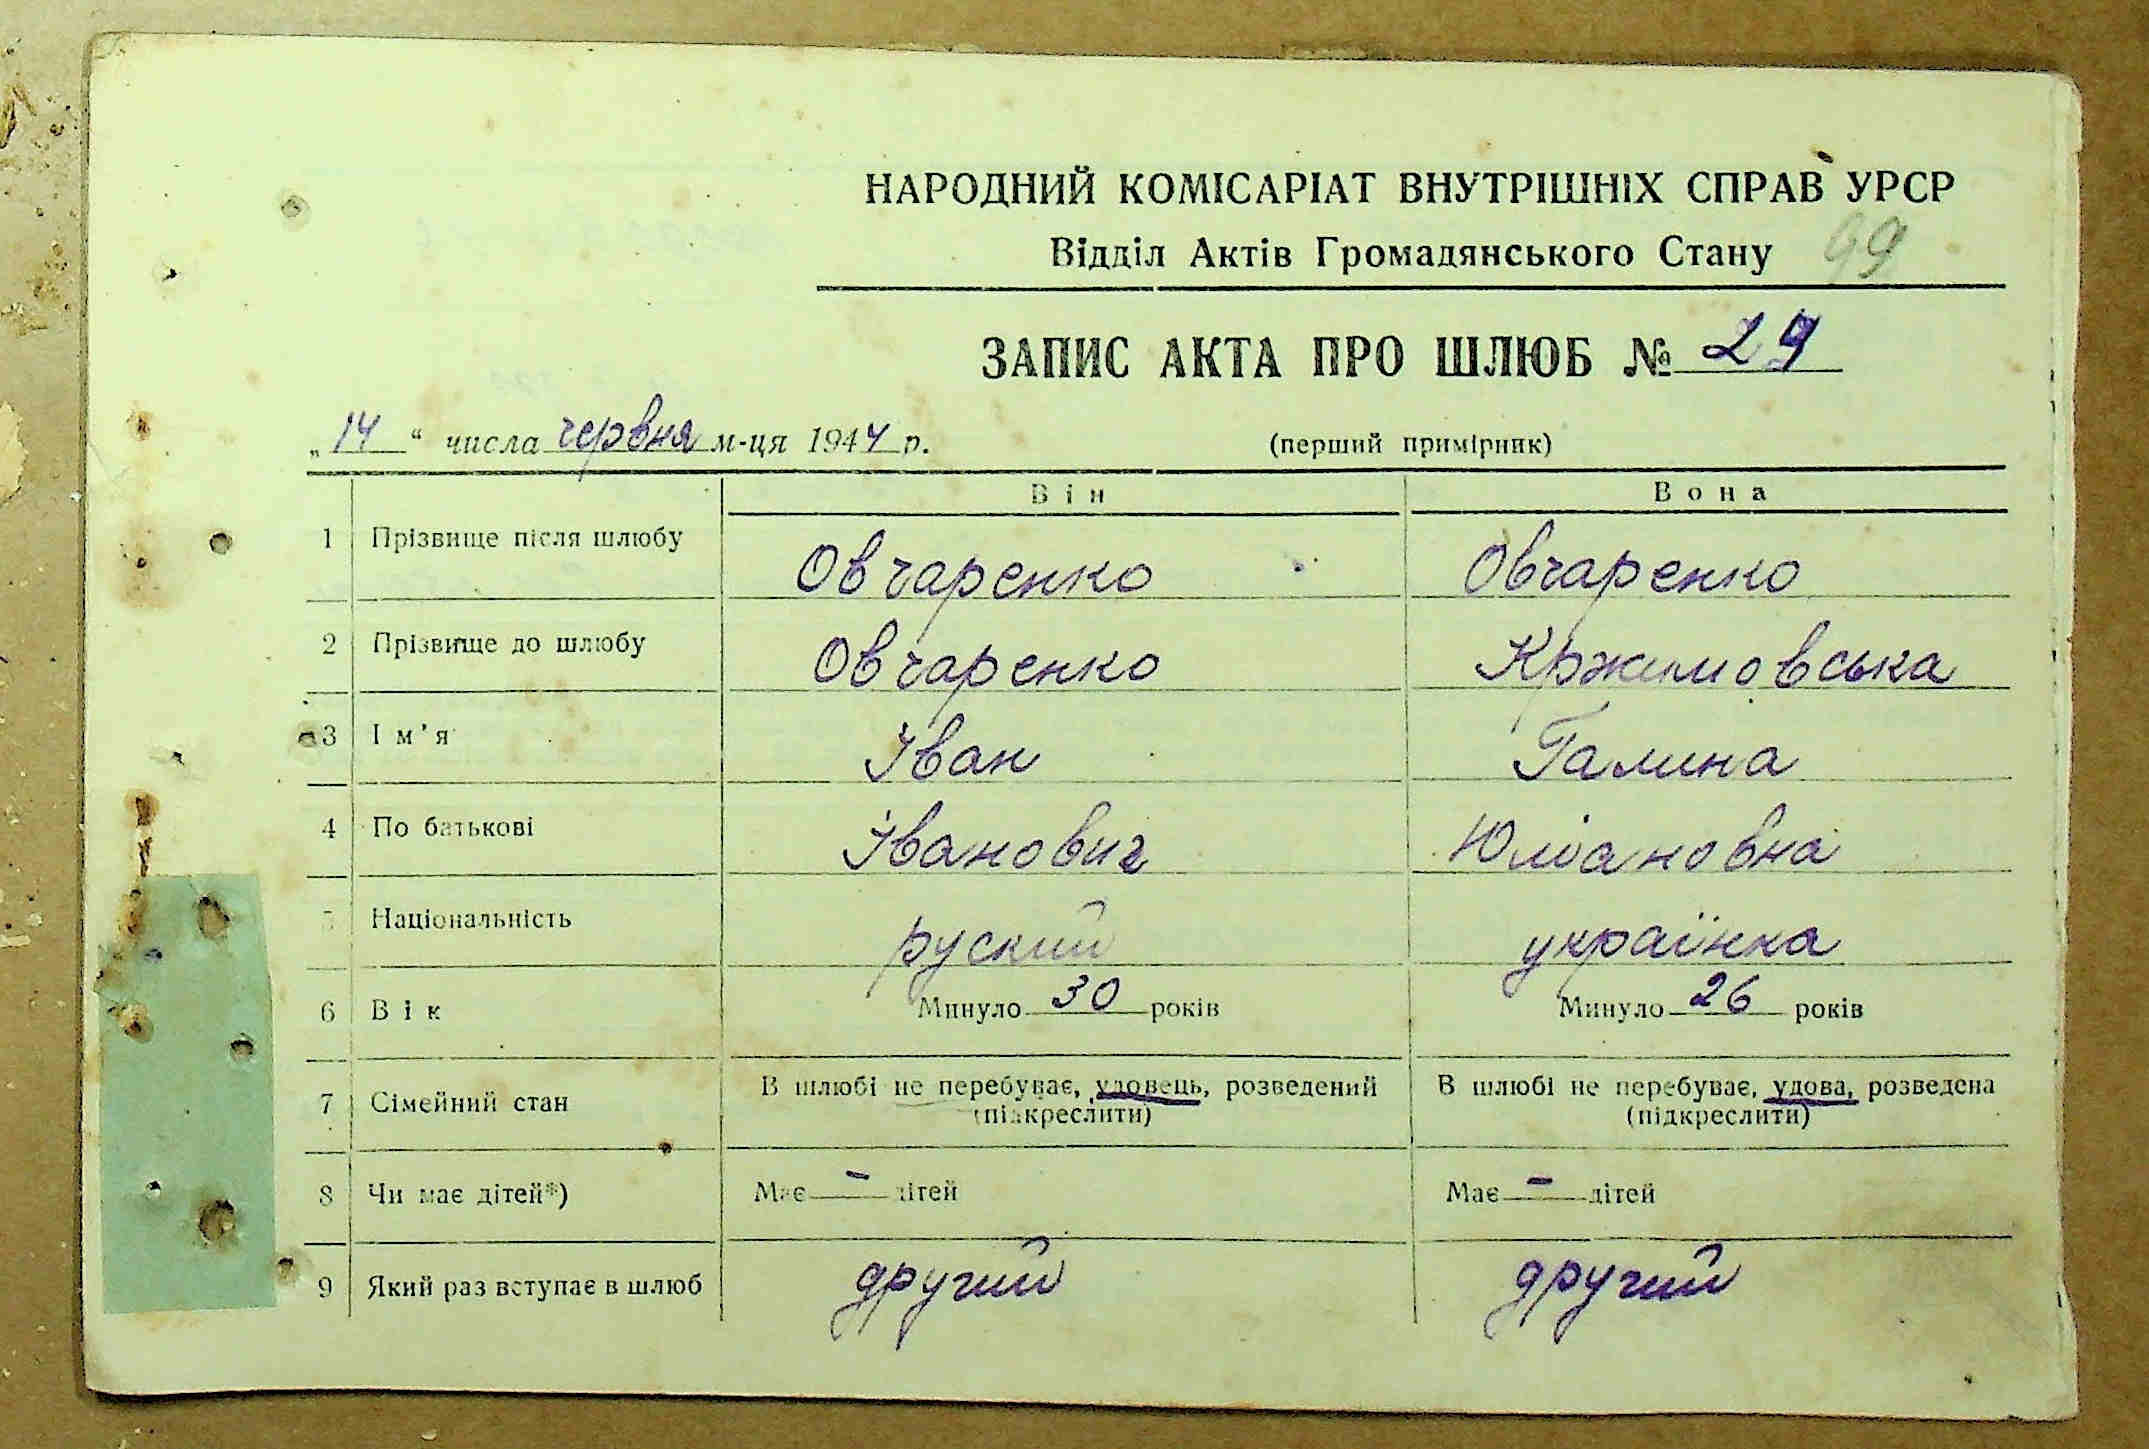 НАРОДНИЙ КОМІСАРІАТ ВНУТРІШНІХ СПРАВ УРСР
Відділ Актів Громадянського Стану 99
ЗАПИС АКТА ПРО ШЛЮБ № 29
„14“ числа червня м-ця 1944 р. (перший примірник)
Він Вона
1 Прізвище після шлюбу Овчаренко Овчаренко
2 Прізвище до шлюбу Овчаренко Кржимовська
3 Ім’я Іван Галина
4 По батькові Іванович Юліановна
5 Національність руский українка
6 Вік Минуло 30 років Минуло 26 років
7 Сімейний стан В шлюбі не перебуває, удовець, розведений В шлюбі не перебуває, удова, розведена
(підкреслити) (підкреслити)
8 Чи має дітей*) Має – дітей Має – дітей
9 Який раз вступає в шлюб другий другий